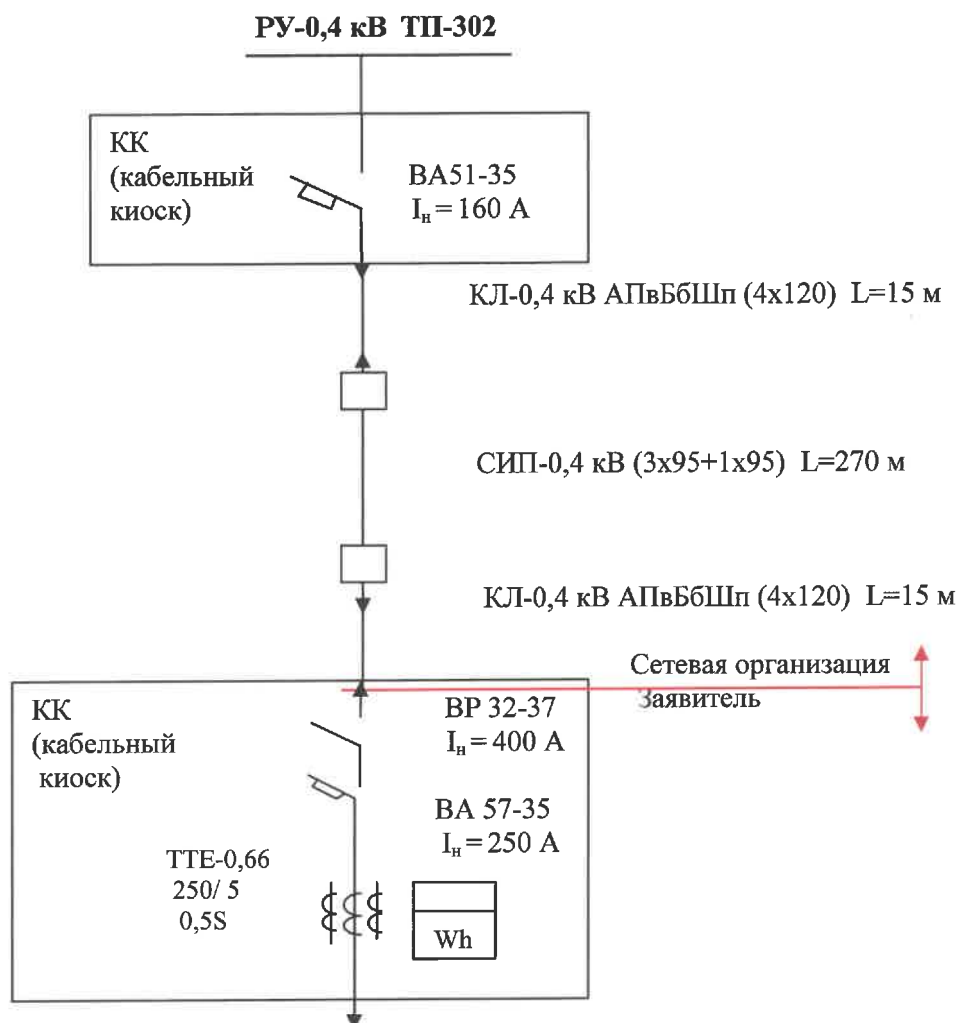 РУ-0,4 кВ ТП-302
КК
(кабельный
киоск)
ВА51-35
Iн = 160 А
КЛ-0,4 кВ АПвБбШп (4х120) L=15 м
СИП-0,4 кВ (3х95+1х95) L=270 м
КЛ-0,4 кВ АПвБбШп (4х120) L=15 м
Сетевая организация
Заявитель
КК
(кабельный
киоск)
ВР 32-37
Iн = 400 А
ВА 57-35
Iн = 250 А
ТТЕ-0,66
250/ 5
0,5S
Wh